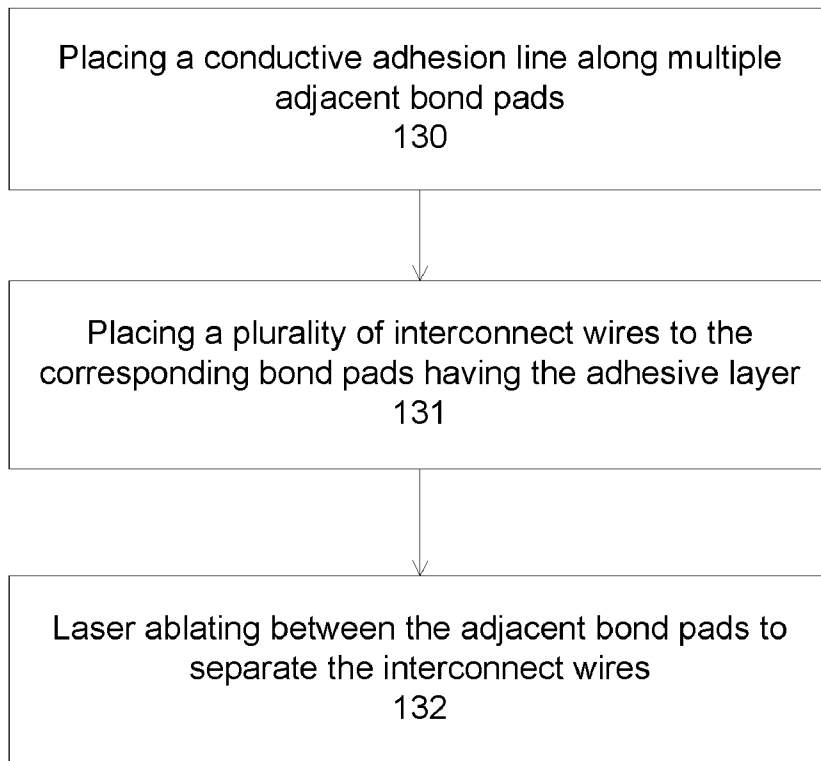 Placing a conductive adhesion line along multiple
adjacent bond pads
130
Placing a plurality of interconnect wires to the
corresponding bond pads having the adhesive layer
131
Laser ablating between the adjacent bond pads to
separate the interconnect wires
132